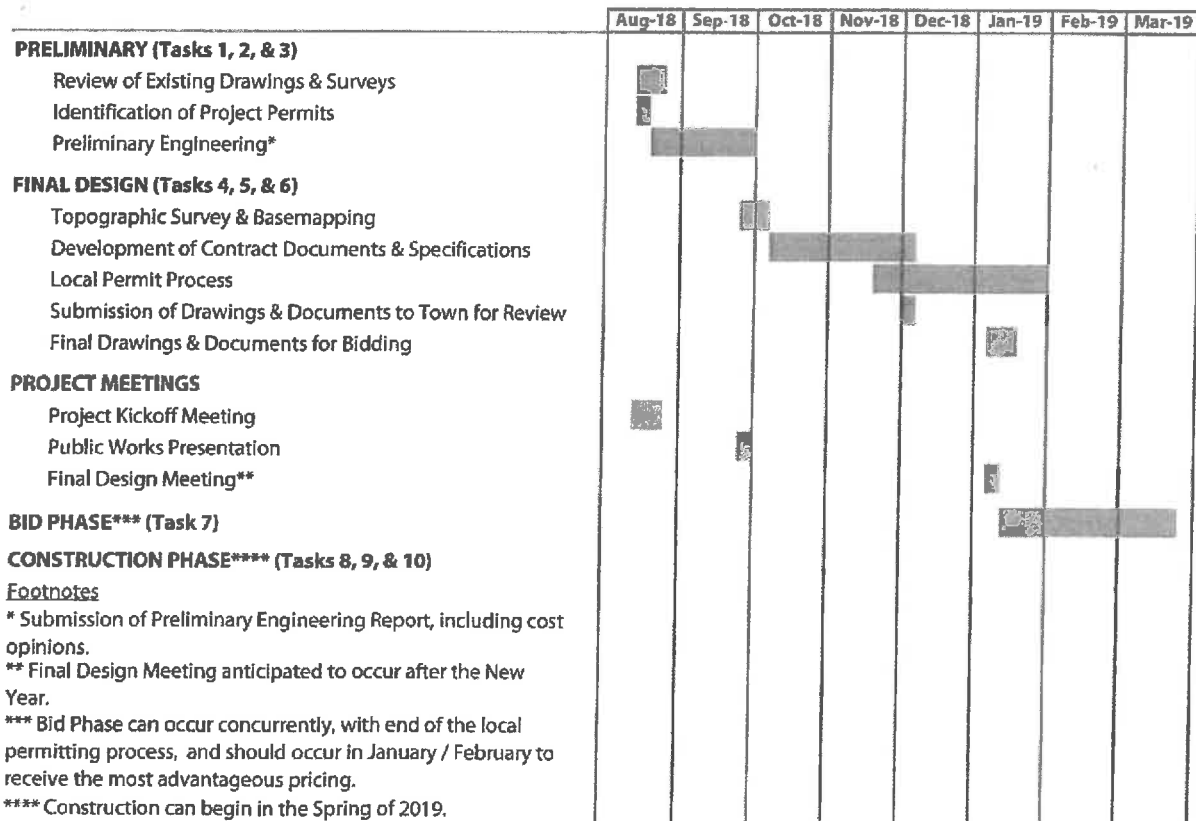 Aug-18 Sep-18 Oct-18 Nov-18 Dec-18 Jan-19 Feb-19 Mar-19
PRELIMINARY (Tasks 1, 2, & 3)
Review of Existing Drawings & Surveys
Identification of Project Permits
Preliminary Engineering*
FINAL DESIGN (Tasks 4, 5, & 6)
Topographic Survey & Basemapping
Development of Contract Documents & Specifications
Local Permit Process
Submission of Drawings & Documents to Town for Review
Final Drawings & Documents for Bidding
PROJECT MEETINGS
Project Kickoff Meeting
Public Works Presentation
Final Design Meeting**
BID PHASE*** (Task 7)
CONSTRUCTION PHASE**** (Tasks 8, 9, & 10)
Footnotes
* Submission of Preliminary Engineering Report, including cost
opinions.
** Final Design Meeting anticipated to occur after the New
Year.
*** Bid Phase can occur concurrently, with end of the local
permitting process, and should occur in January / February to
receive the most advantageous pricing.
**** Construction can begin in the Spring of 2019.